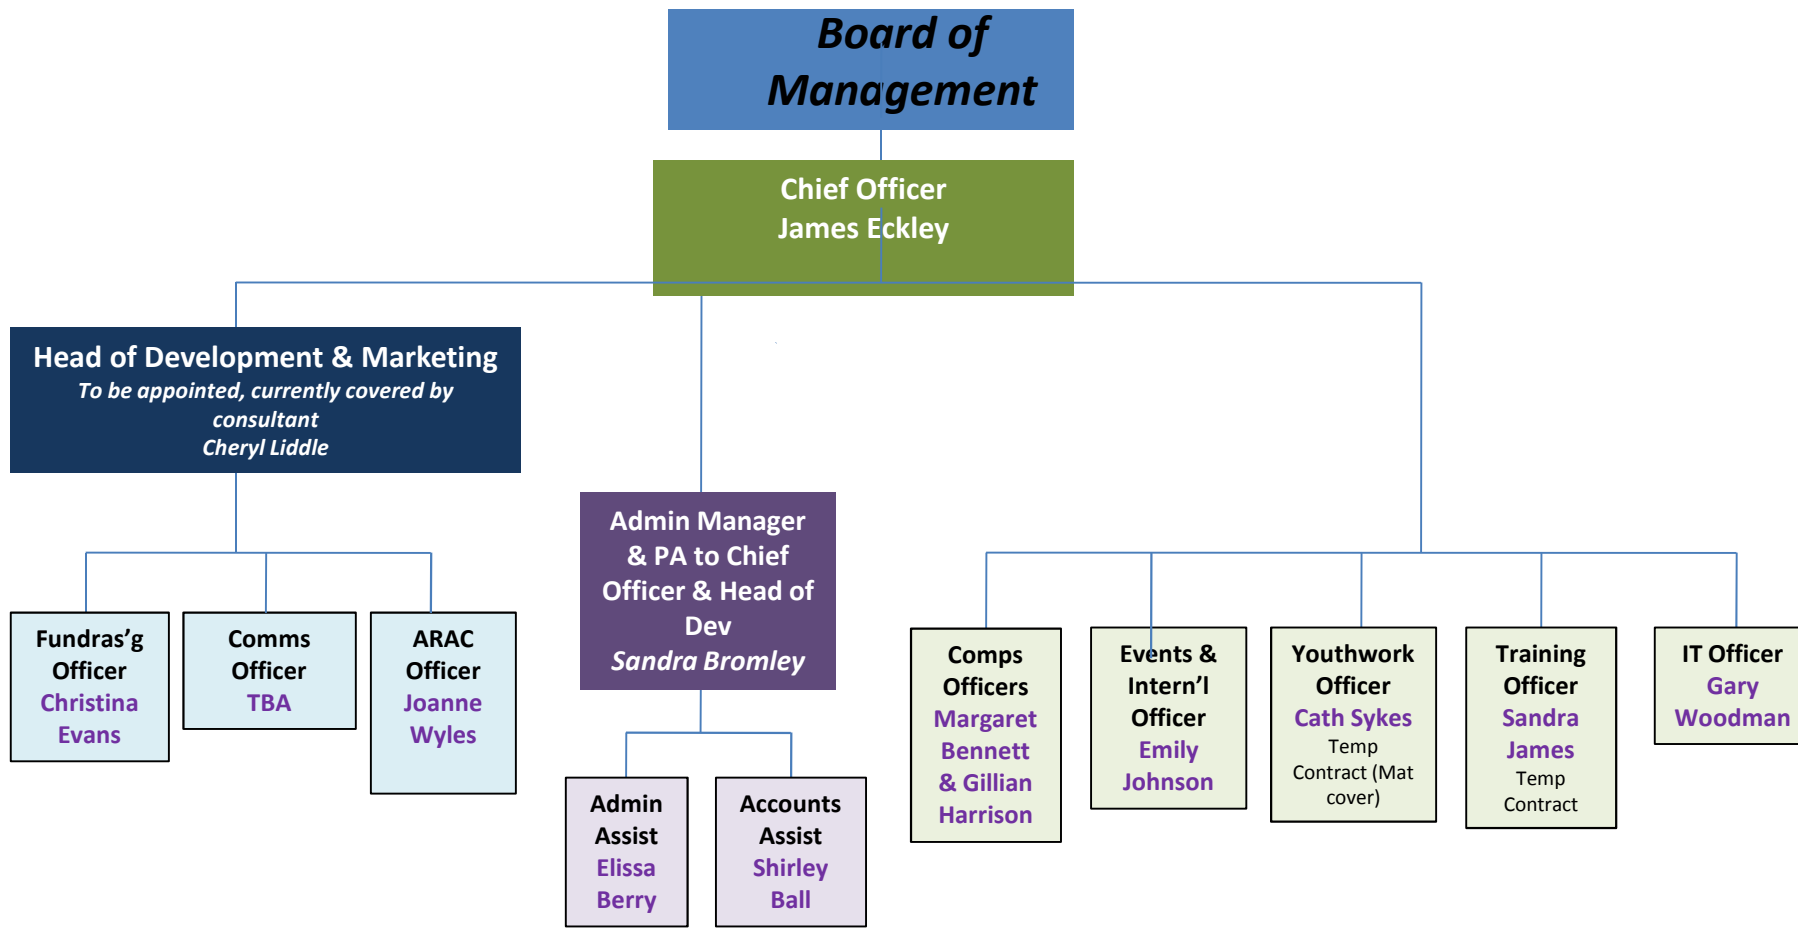 Board of
Management
Chief Officer
James Eckley
Head of Development & Marketing
To be appointed, currently covered by
consultant
Cheryl Liddle
Admin Manager
& PA to Chief
Officer & Head of
Dev
Sandra Bromley
Fundras’g
Officer
Christina
Evans
Comms
Officer
TBA
ARAC
Officer
Joanne
Wyles
Admin
Assist
Elissa
Berry
Accounts
Assist
Shirley
Ball
Comps
Officers
Margaret
Bennett
& Gillian
Harrison
Events &
Intern’l
Officer
Emily
Johnson
Youthwork
Officer
Cath Sykes
Temp
Contract (Mat
cover)
Training
Officer
Sandra
James
Temp
Contract
IT Officer
Gary
Woodman